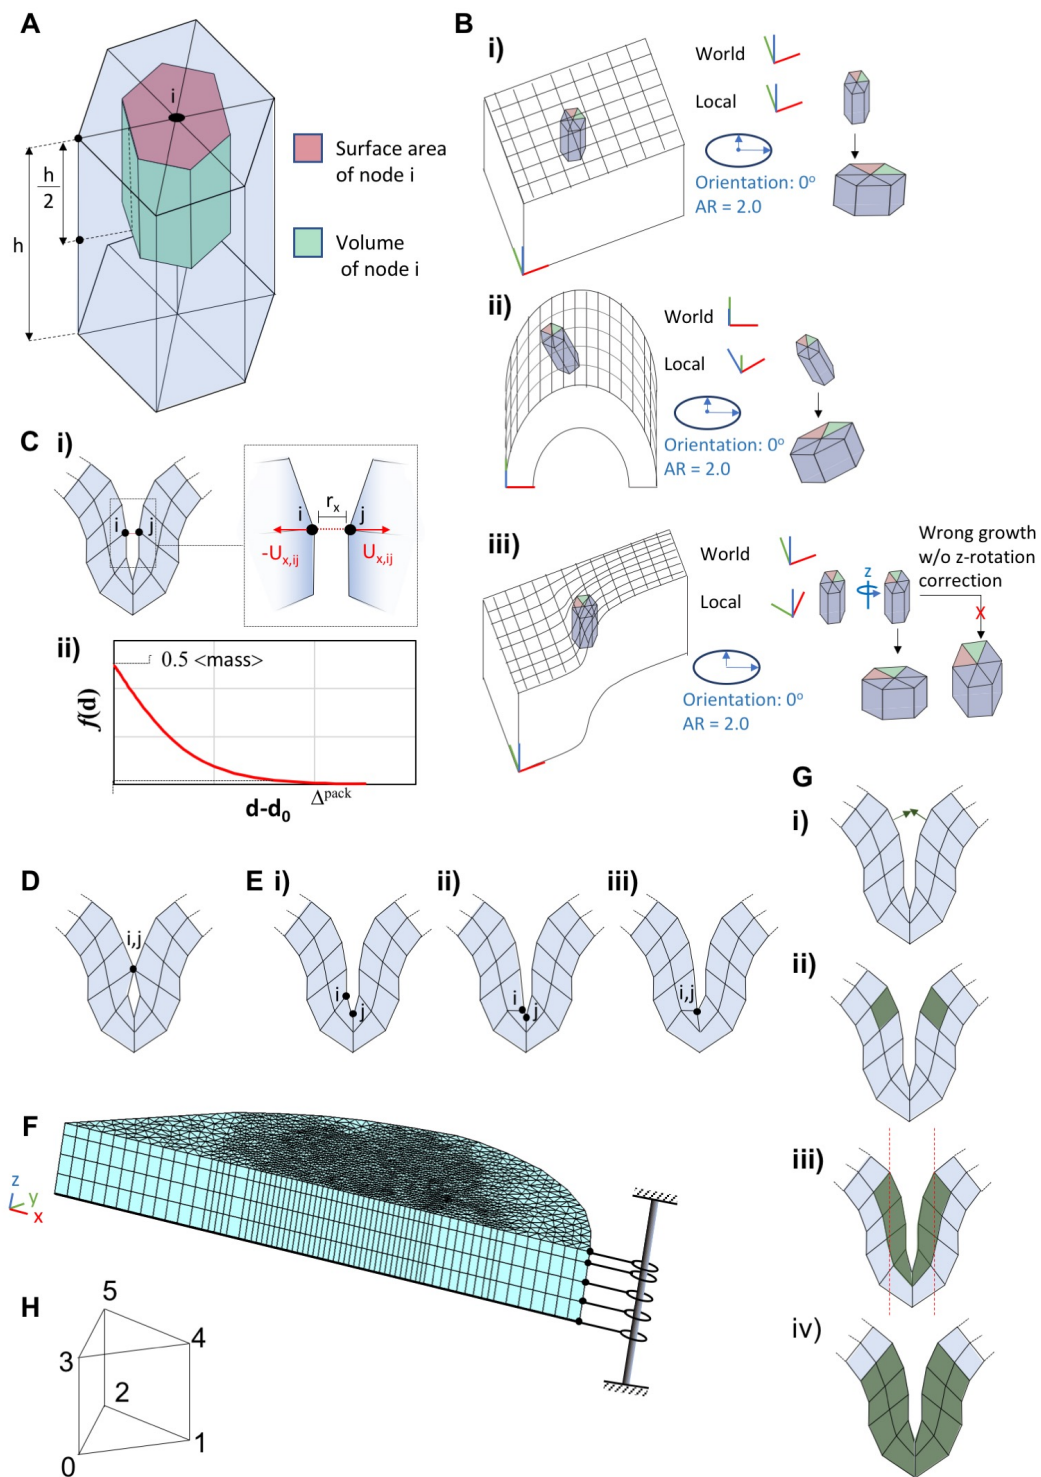 A
i
h
h
2
Surface area
of node i
Volume
of node i
B
i)
World
Local
Orientation: 0°
AR = 2.0
ii)
World
Local
Orientation: 0°
AR = 2.0
iii)
World
Local
z
Wrong growth
w/o z-rotation
correction
X
Orientation: 0°
AR = 2.0
C
i)
i
j
i
rx
j
-Ux,ij
Ux,ij
ii)
0.5 <mass>
f(d)
d-d0
Δpack
D
i,j
E
i)
i
j
ii)
i
j
iii)
i,j
F
z
y
x
G
i)
ii)
iii)
iv)
H
5
4
3
2
1
0